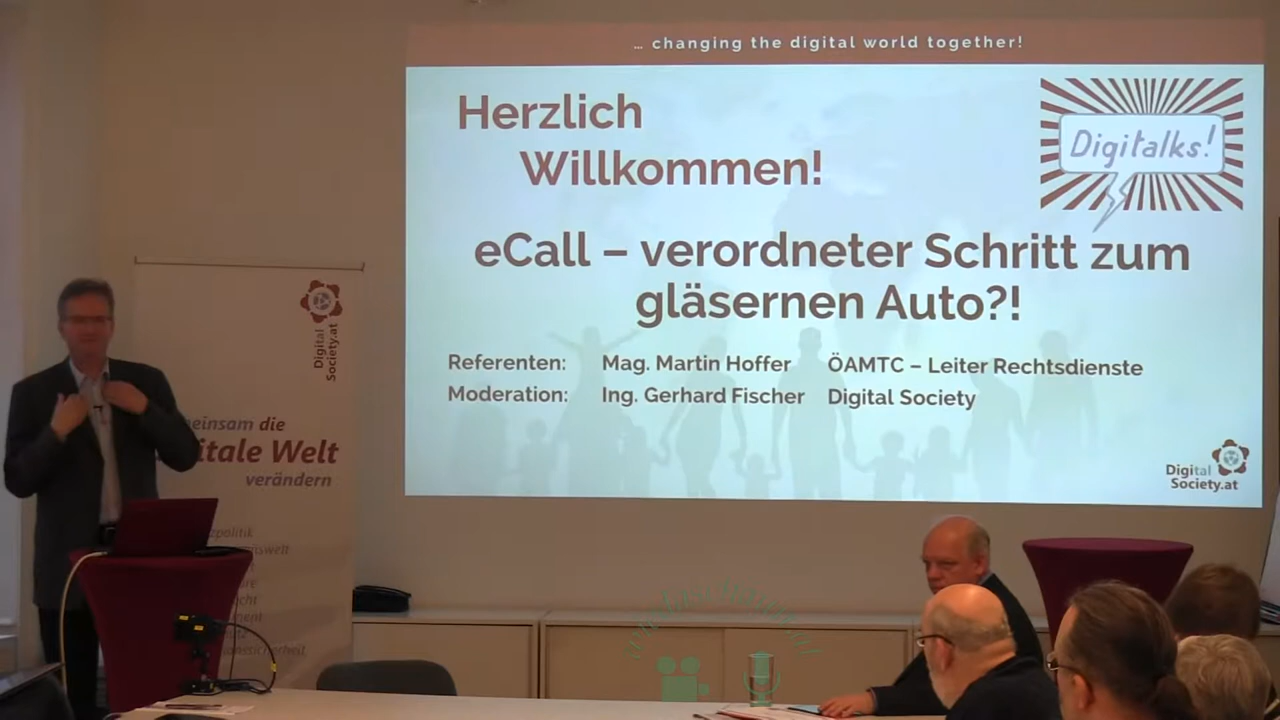 … changing the digital world together!
Herzlich
Willkommen!
Digitalks!
eCall – verordneter Schritt zum
gläsernen Auto?!
Referenten: Mag. Martin Hoffer ÖAMTC – Leiter Rechtsdienste
Moderation: Ing. Gerhard Fischer Digital Society
Digital
Society.at
Digital
Society.at
die
Welt
verändern